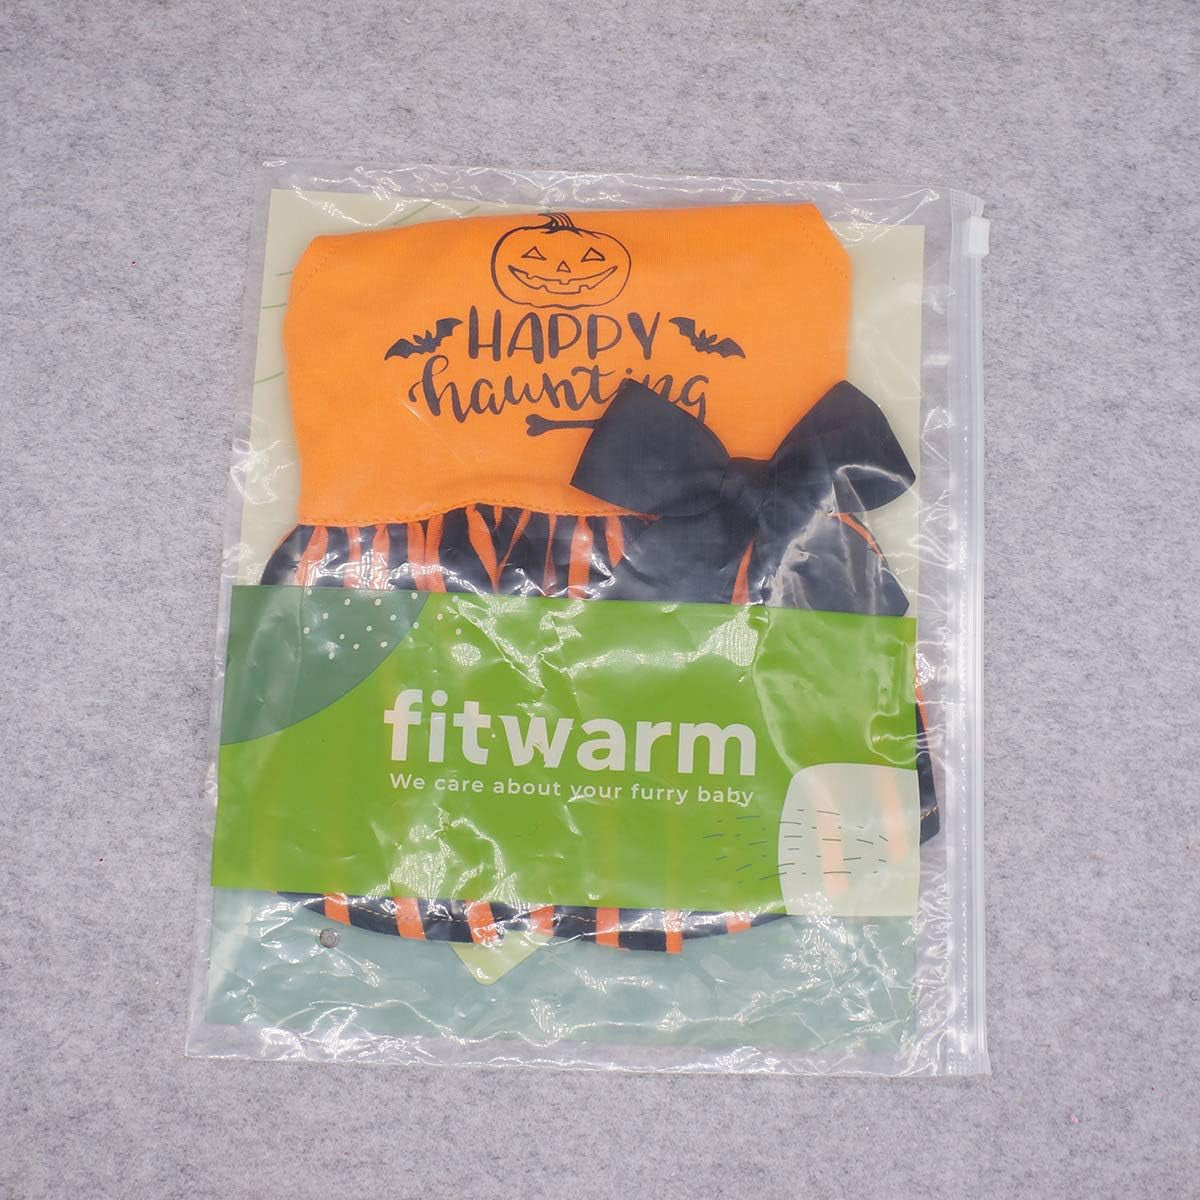 HAPPY
haunting
fitwarm
We care about your furry baby